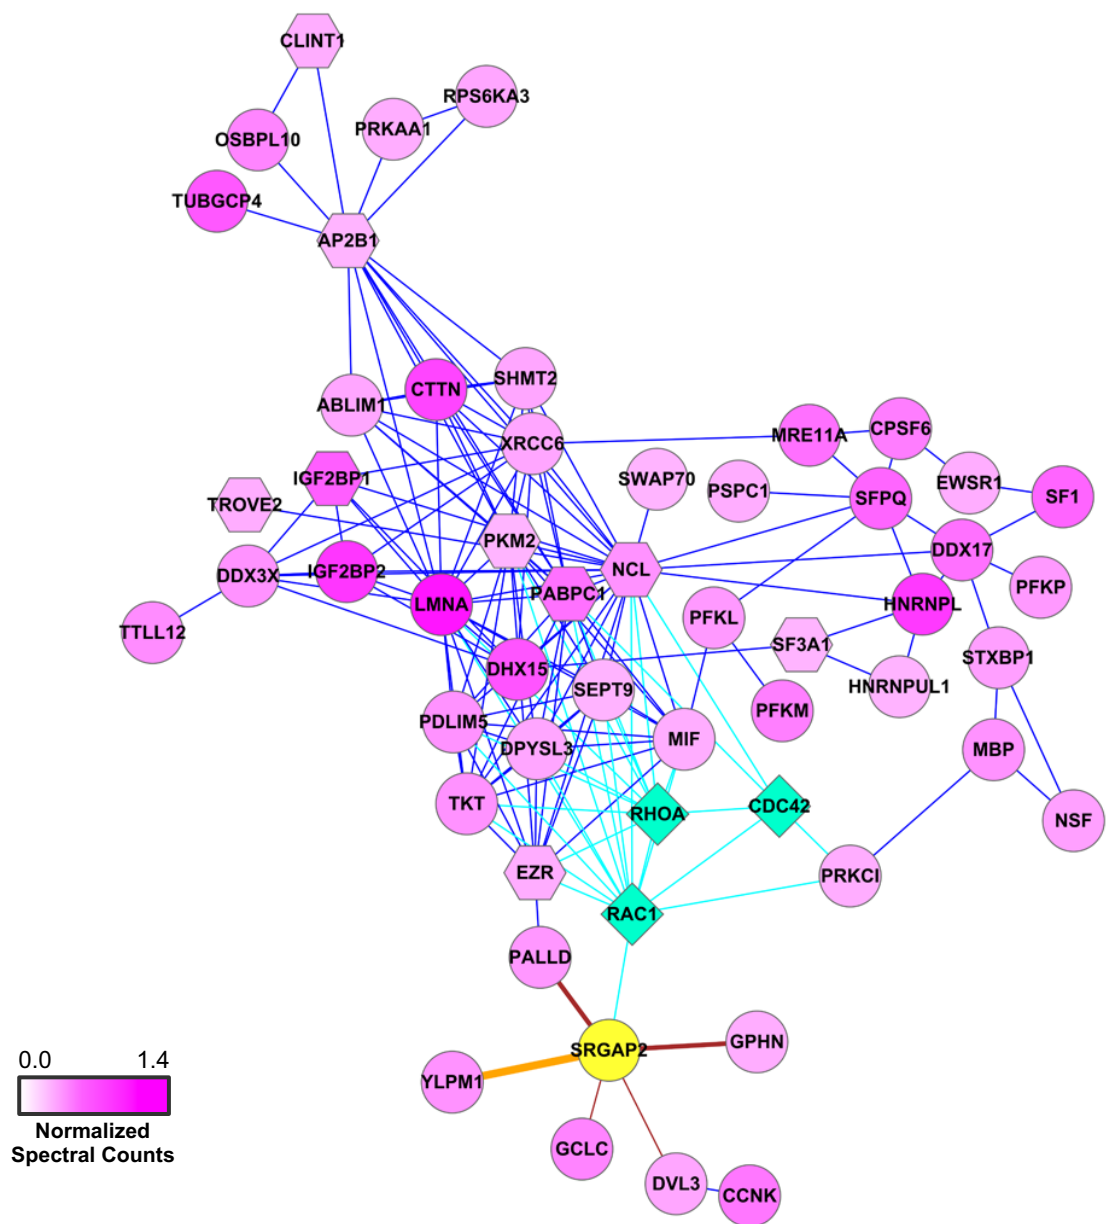 CLINT1
RPS6KA3
PRKAA1
OSBPL10
TUBGCP4
AP2B1
SHMT2
CTTN
ABLIM1
XRCC6
MRE11A
CPSF6
SWAP70
IGF2BP1
TROVE2
PSPC1
SFPQ
EWSR1
SF1
PKM2
DDX17
NCL
DDX3X
IGF2BP2
PABPC1
LMNA
HNRNPL
PFKP
PFKL
TTLL12
SF3A1
STXBP1
DHX15
SEPT9
HNRNPUL1
PFKM
PDLIM5
DPYSL3
MIF
MBP
TKT
RHOA
CDC42
NSF
EZR
PRKCI
RAC1
PALLD
SRGAP2
GPHN
YLPM1
GCLC
DVL3
CCNK
0.0 1.4
Normalized
Spectral Counts